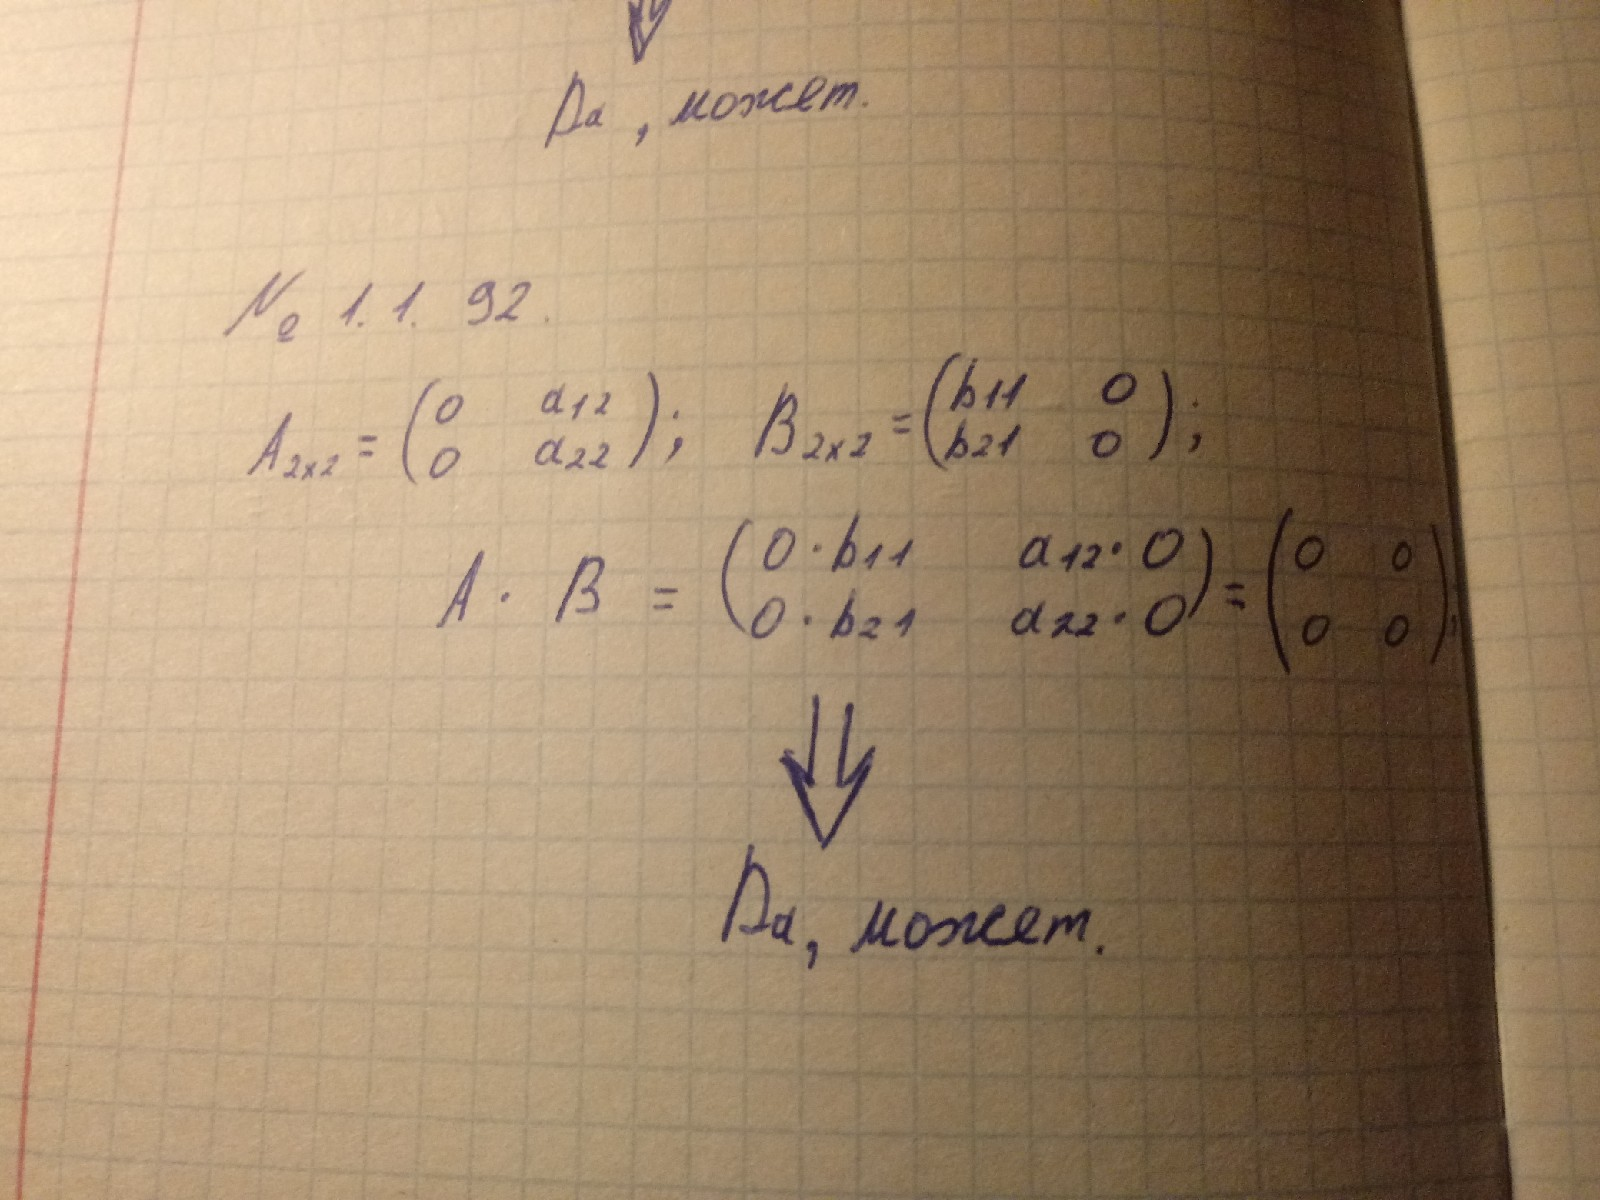 Да, может.
№ 1.1. 92.
A₂ₓ₂ = (0 a₁₂; 0 a₂₂); B₂ₓ₂ = (b₁₁ 0; b₂₁ 0);
A · B = (0·b₁₁ a₁₂·0; 0·b₂₁ a₂₂·0) = (0 0; 0 0);
⇓
Да, может.